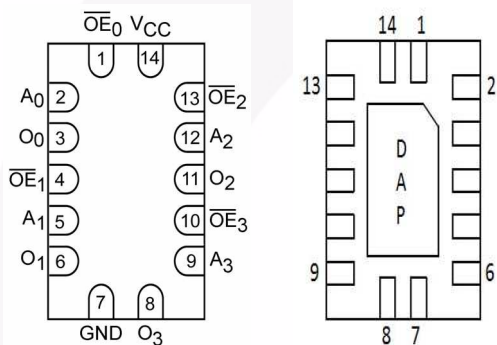 OE0 VCC
1 14
A0 2 13 OE2
O0 3 12 A2
OE1 4 11 O2
A1 5 10 OE3
O1 6 9 A3
7 8
GND O3
14 1
13 2
D
A
P
9 6
8 7